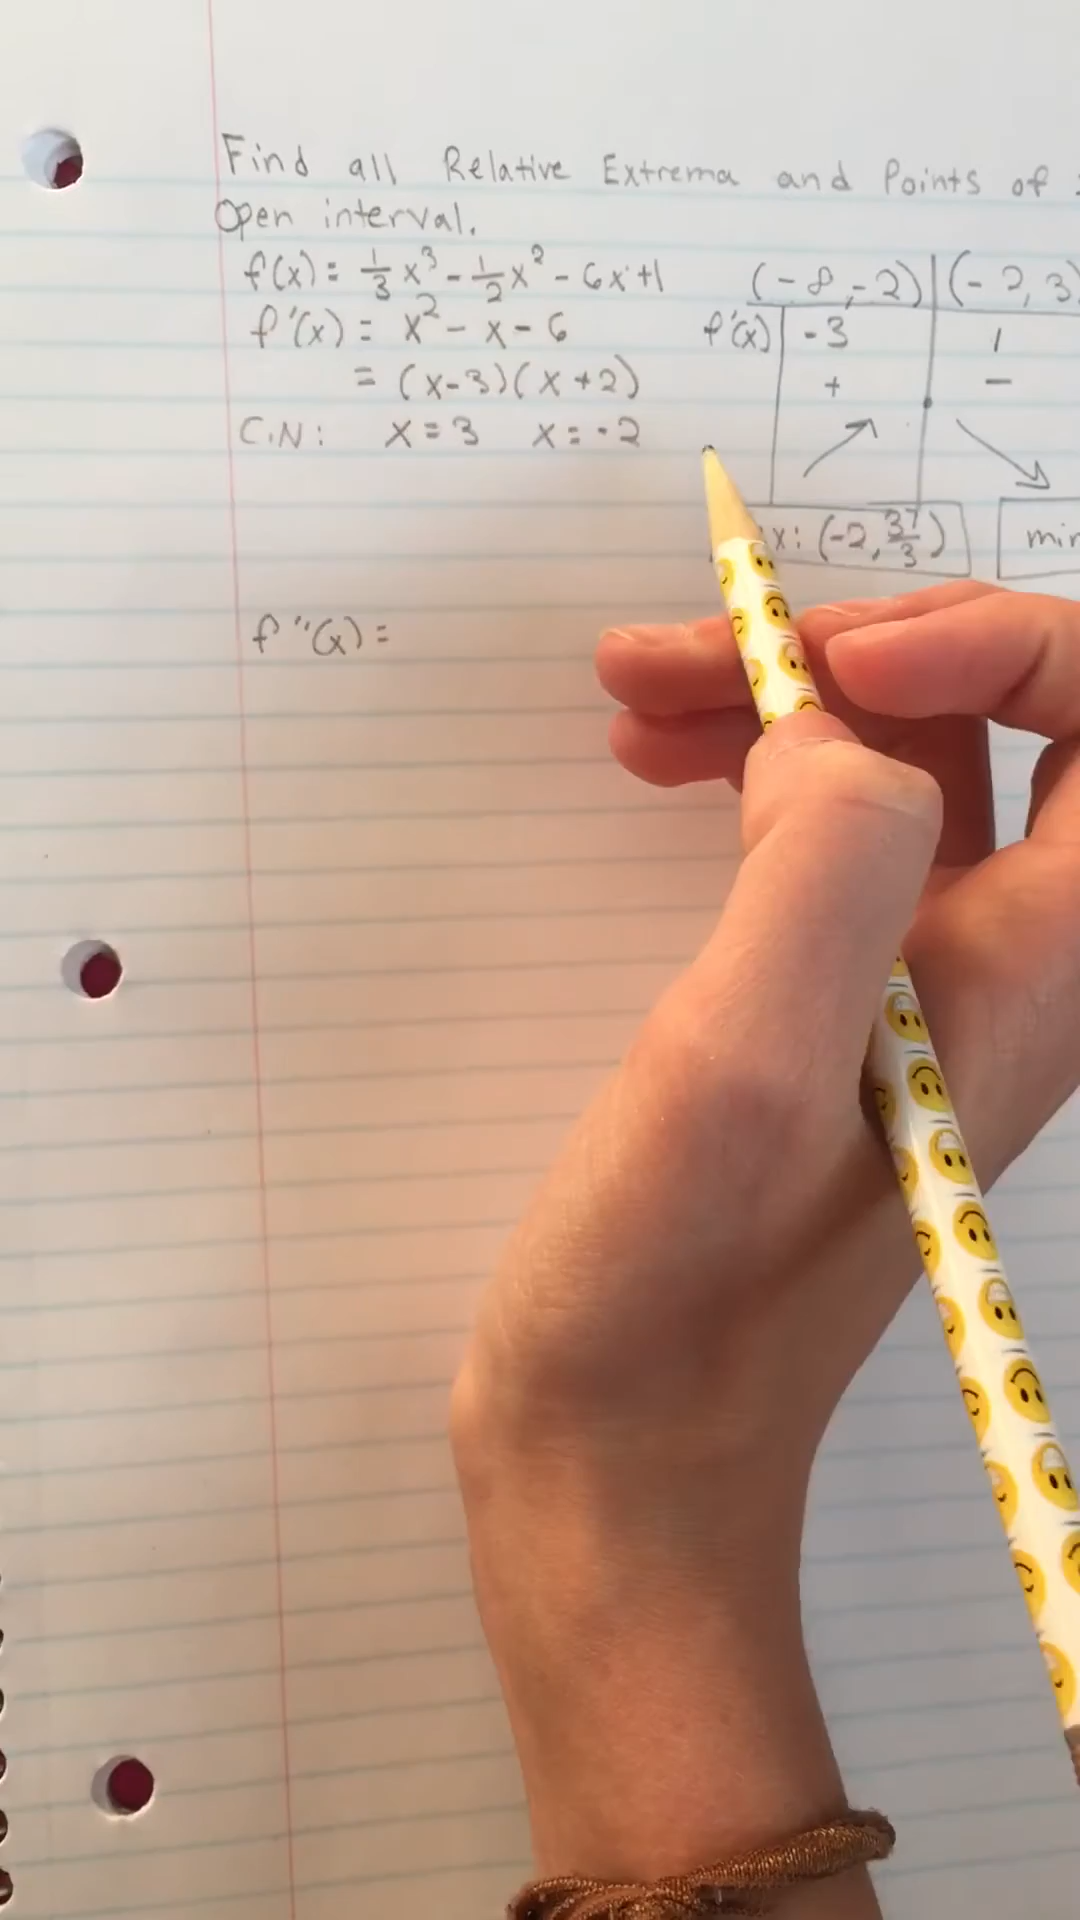 Find all Relative Extrema and Points of
Open interval.
f(x) = 1/3 x³ - 1/2 x² - 6x + 1
f'(x) = x² - x - 6
= (x-3)(x+2)
C.N: x = 3 x = -2
(-∞, -2) (-2, 3)
f'(x) -3 1
+ −
x: (-2, 37/3)
f''(x) =